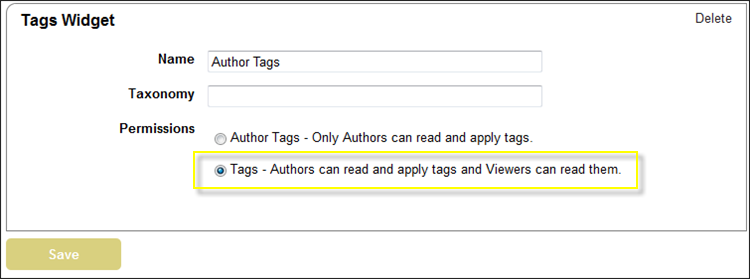 Tags Widget
Delete
Name
Author Tags
Taxonomy
Permissions
Author Tags - Only Authors can read and apply tags.
Tags - Authors can read and apply tags and Viewers can read them.
Save